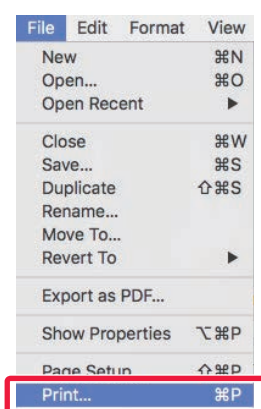 File Edit Format View
New ⌘N
Open... ⌘O
Open Recent ▶
Close ⌘W
Save... ⌘S
Duplicate ⇧⌘S
Rename...
Move To...
Revert To ▶
Export as PDF...
Show Properties ⌥⌘P
Page Setup ⇧⌘P
Print... ⌘P